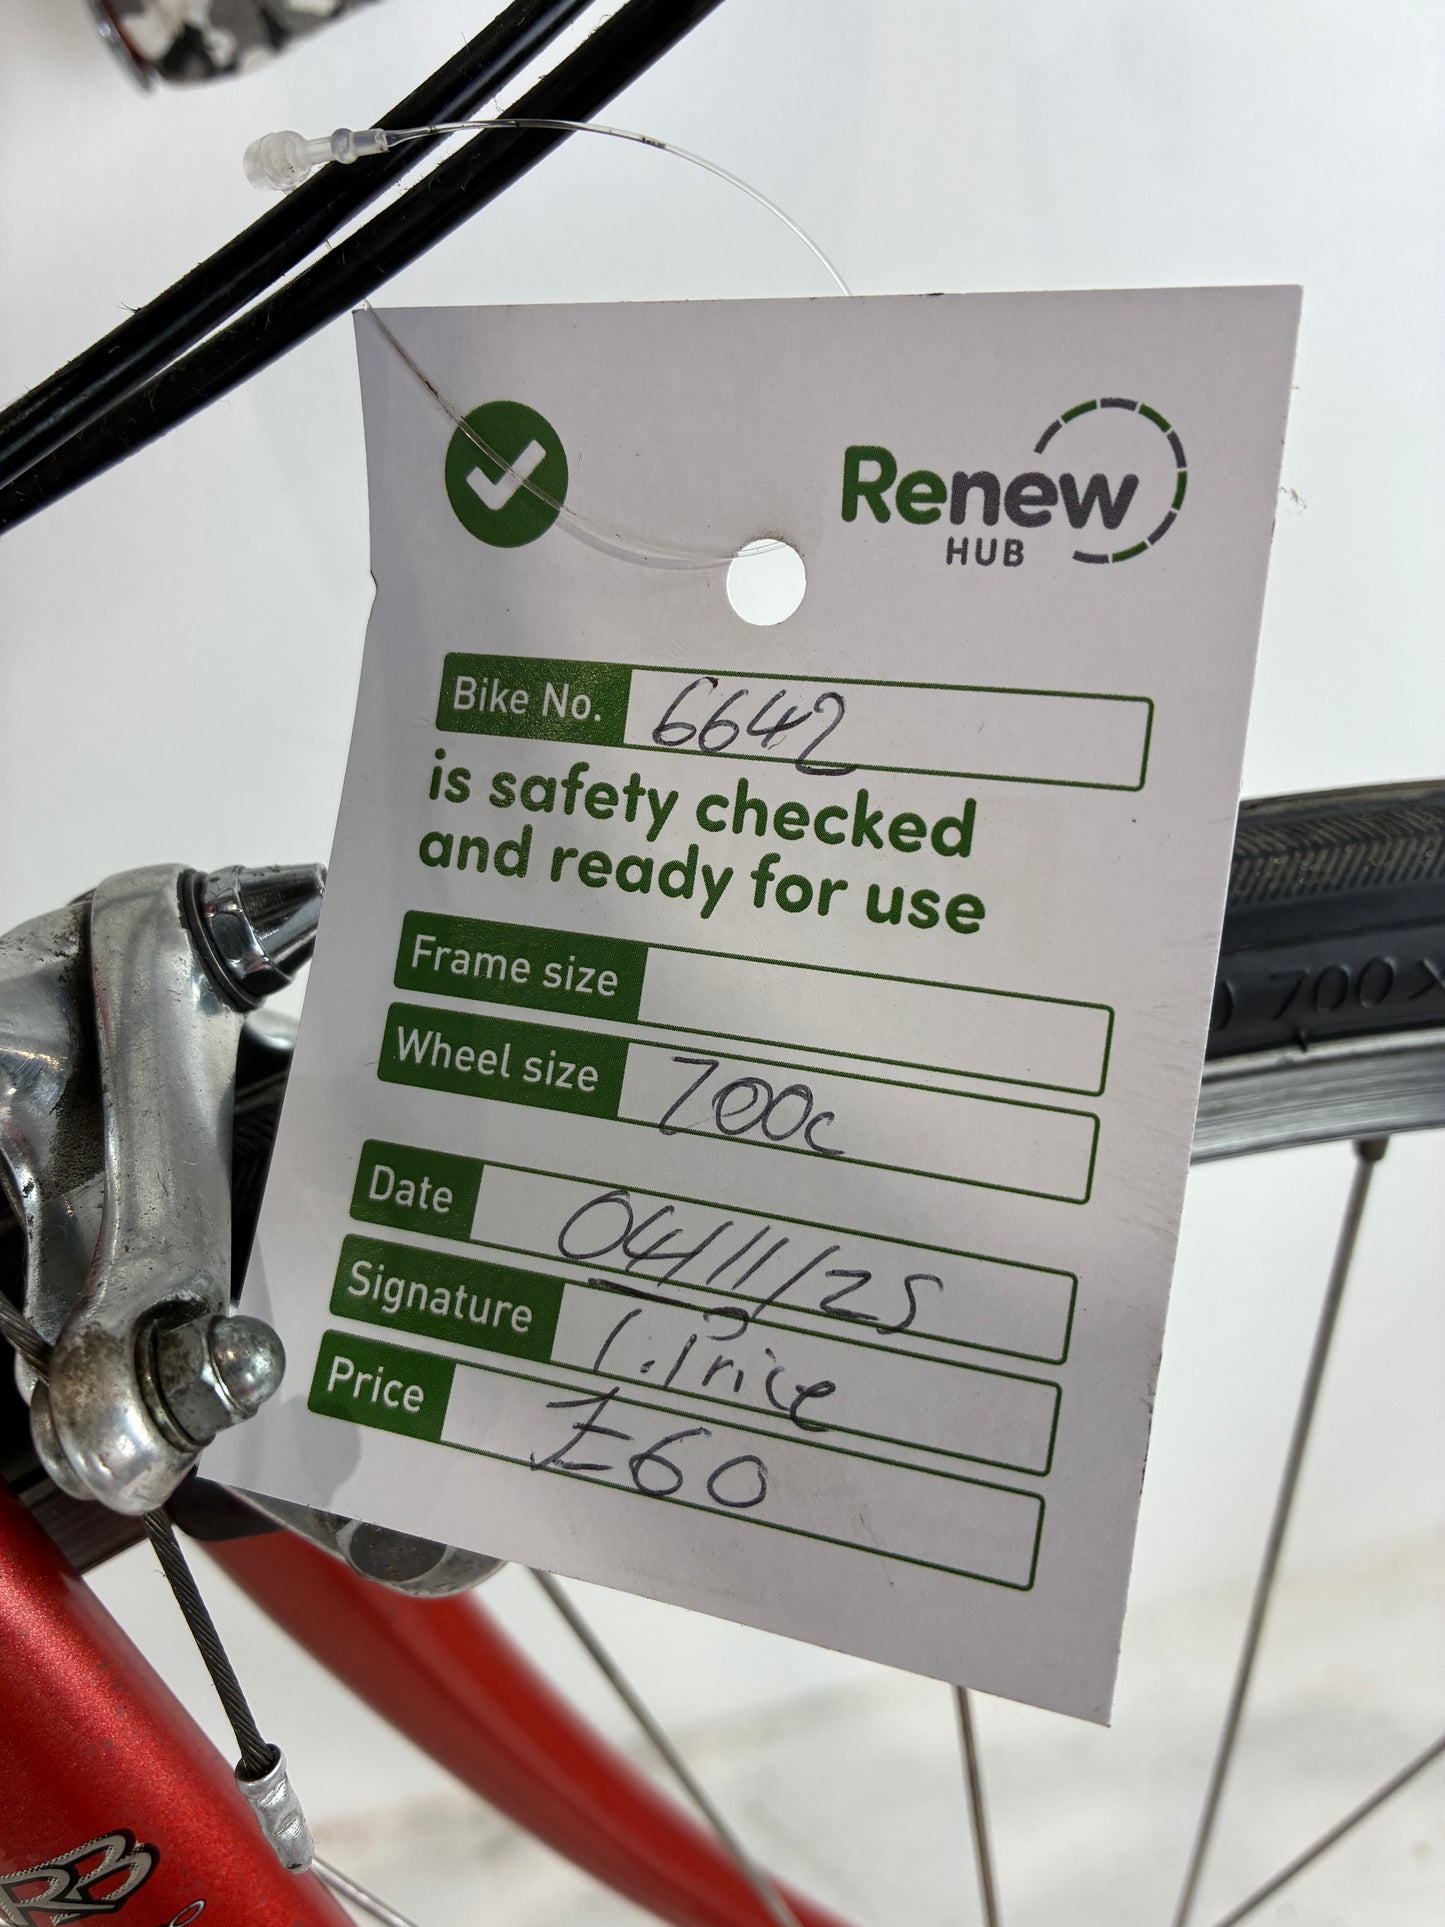 Renew
HUB
Bike No. 6642
is safety checked
and ready for use
Frame size
Wheel size 700c
Date 04/11/25
Signature T.Price
Price £60
700 X
RB